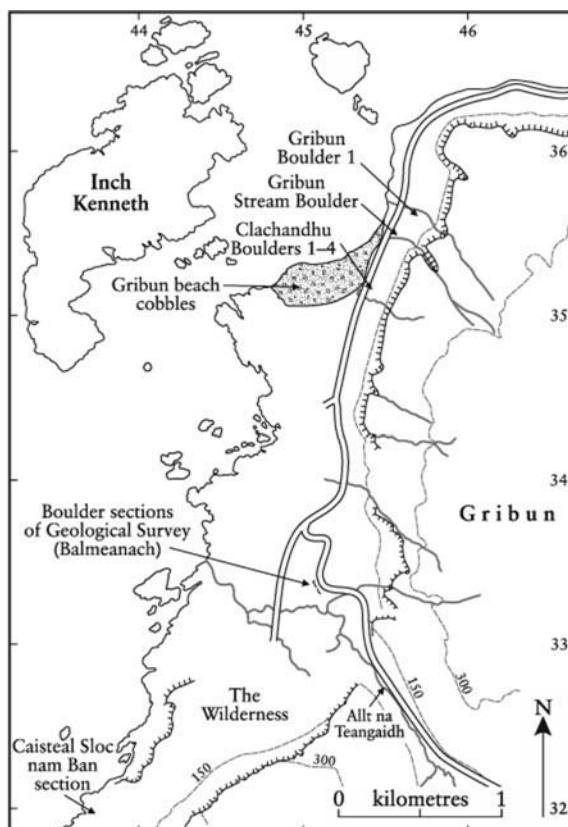 44
45
46
Gribun
Boulder 1
36
Inch
Kenneth
Gribun
Stream Boulder
Clachandhu
Boulders 1–4
Gribun beach
cobbles
35
34
Boulder sections
of Geological Survey
(Balmeanach)
Gribun
33
The
Wilderness
150
300
Allt na
Teangaidh
N
Caisteal Sloc
nam Ban
section
150
300
0 kilometres 1
32